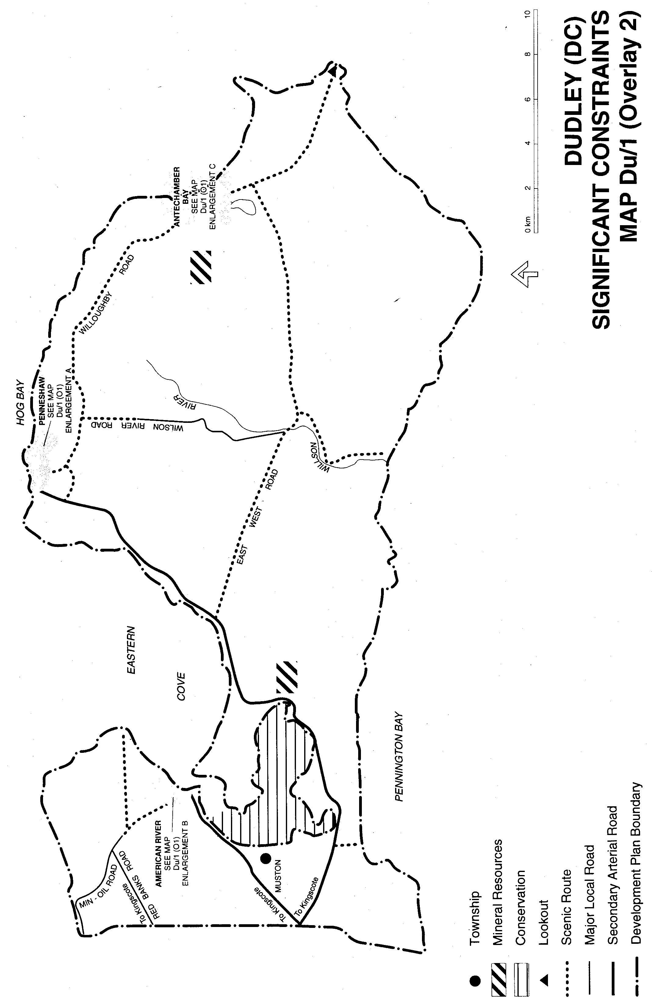 HOG BAY
PENNESHAW
SEE MAP
Du/1 (O1)
ENLARGEMENT A
WILLOUGHBY
ROAD
ANTECHAMBER
BAY
SEE MAP
Du/1 (O1)
ENLARGEMENT C
WILSON RIVER ROAD
RIVER
WILLSON
EAST WEST ROAD
EASTERN
COVE
AMERICAN RIVER
SEE MAP
Du/1 (O1)
ENLARGEMENT B
MIN - OIL ROAD
RED BANKS ROAD
To Kingscote
MUSTON
To Kingscote
To Kingscote
PENNINGTON BAY
Township
Mineral Resources
Conservation
Lookout
Scenic Route
Major Local Road
Secondary Arterial Road
Development Plan Boundary
0 km 2 4 6 8 10
DUDLEY (DC)
SIGNIFICANT CONSTRAINTS
MAP Du/1 (Overlay 2)